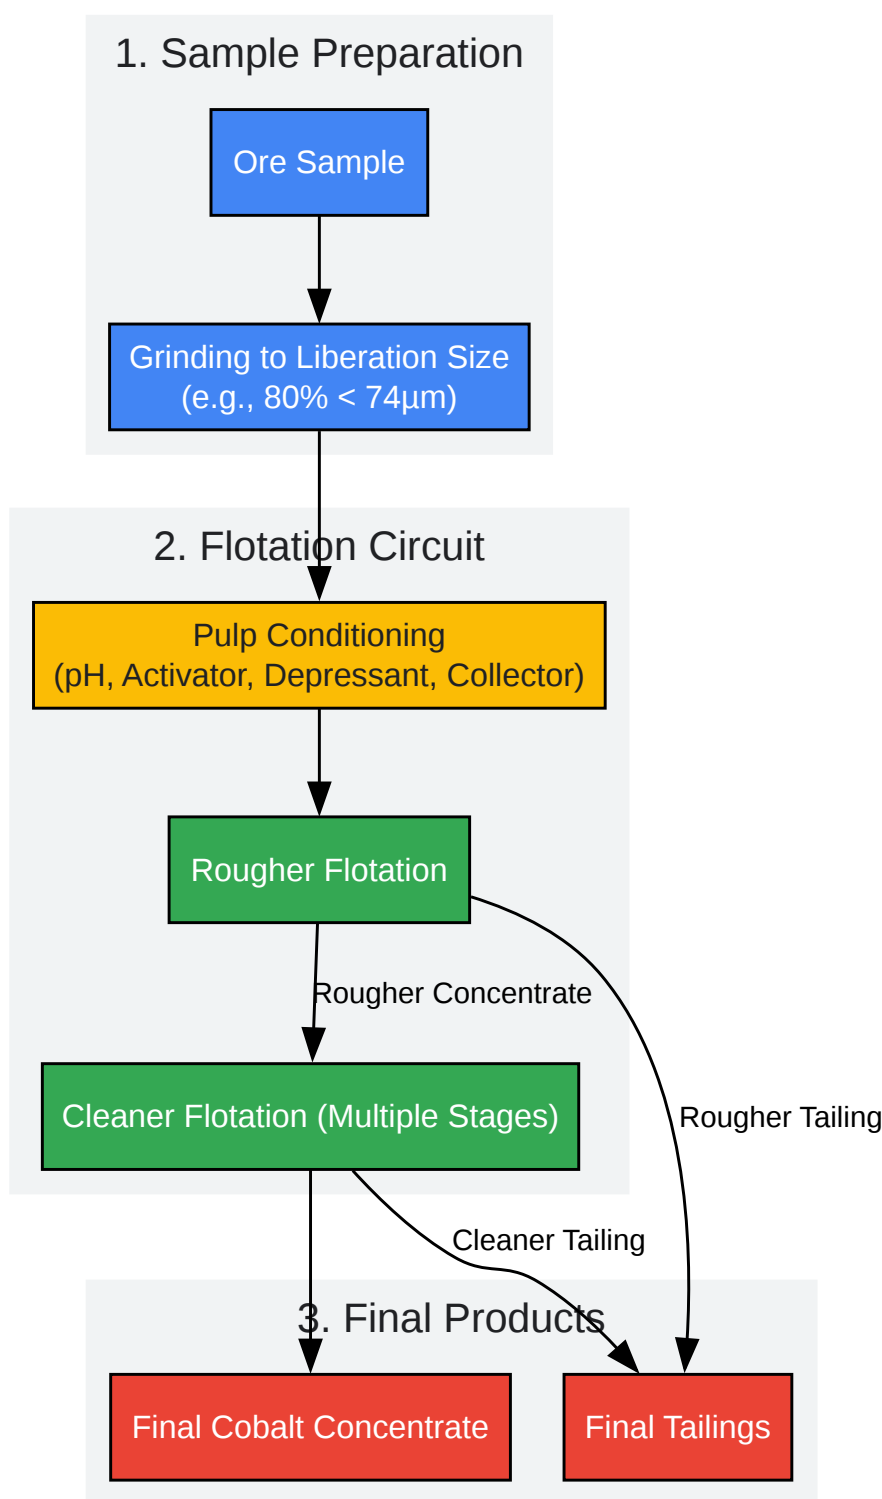 1. Sample Preparation
Ore Sample
Grinding to Liberation Size
(e.g., 80% < 74µm)
2. Flotation Circuit
Pulp Conditioning
(pH, Activator, Depressant, Collector)
Rougher Flotation
Rougher Concentrate
Cleaner Flotation (Multiple Stages)
Rougher Tailing
Cleaner Tailing
3. Final Products
Final Cobalt Concentrate
Final Tailings